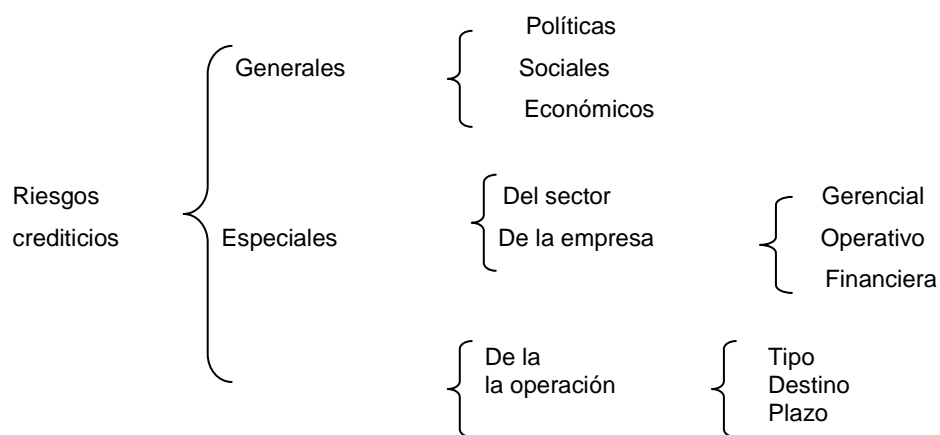 Políticas
Generales
Sociales
Económicos
Riesgos
crediticios
Especiales
Del sector
De la empresa
Gerencial
Operativo
Financiera
De la
la operación
Tipo
Destino
Plazo